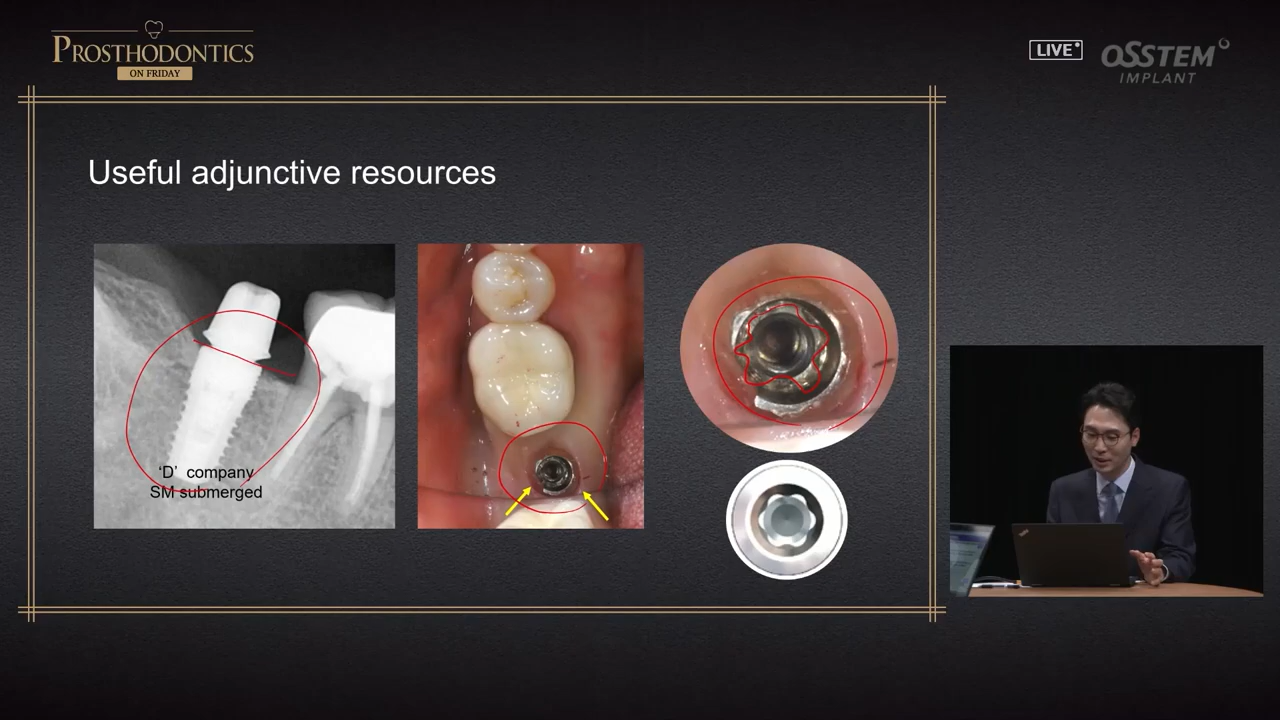 PROSTHODONTICS
ON FRIDAY
LIVE
OSSTEM
IMPLANT
Useful adjunctive resources
‘D’ company
SM submerged